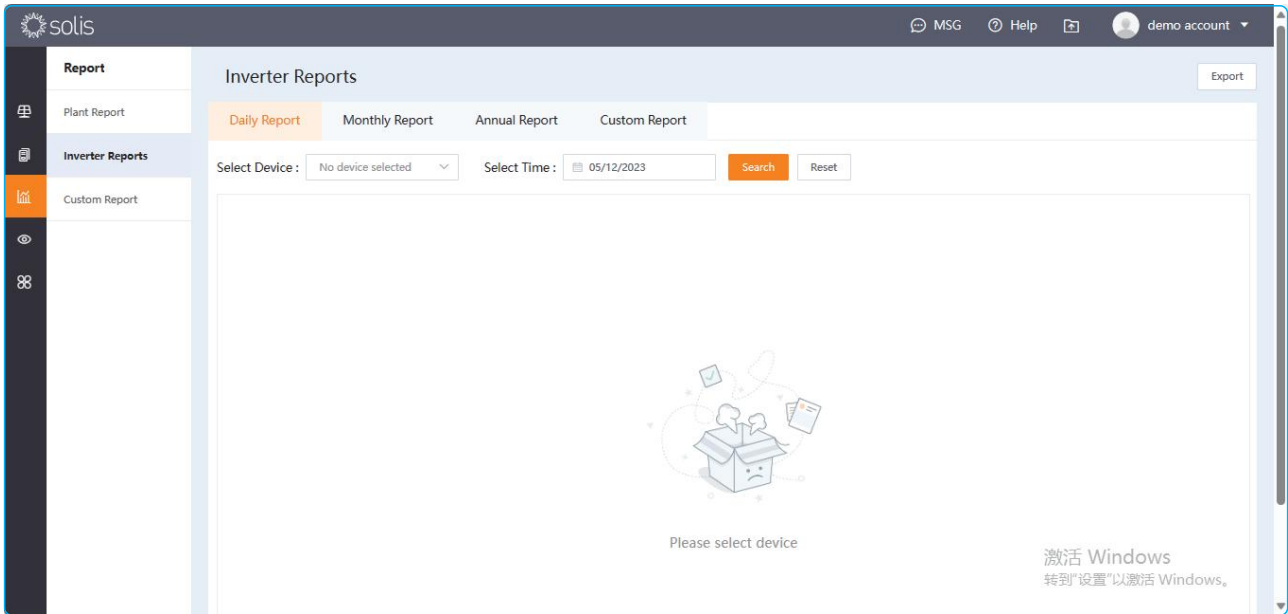 solis
MSG
Help
demo account
Report
Plant Report
Inverter Reports
Custom Report
Inverter Reports
Export
Daily Report
Monthly Report
Annual Report
Custom Report
Select Device :
No device selected
Select Time :
05/12/2023
Search
Reset
Please select device
激活 Windows
转到"设置"以激活 Windows。